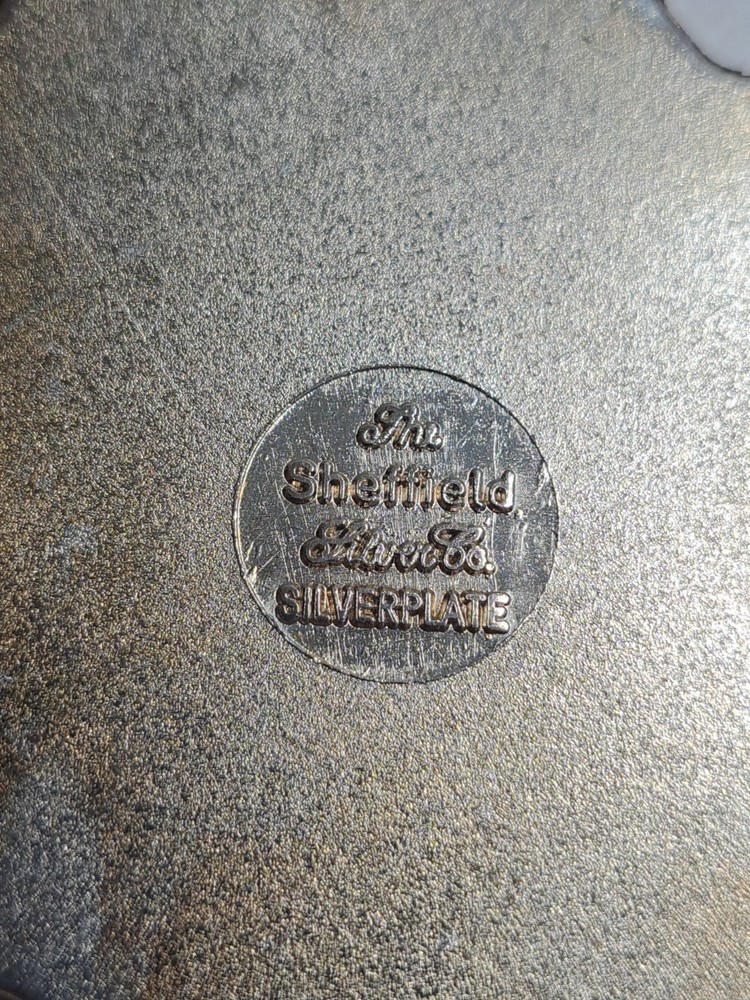 The
Sheffield
Silver Co.
SILVERPLATE